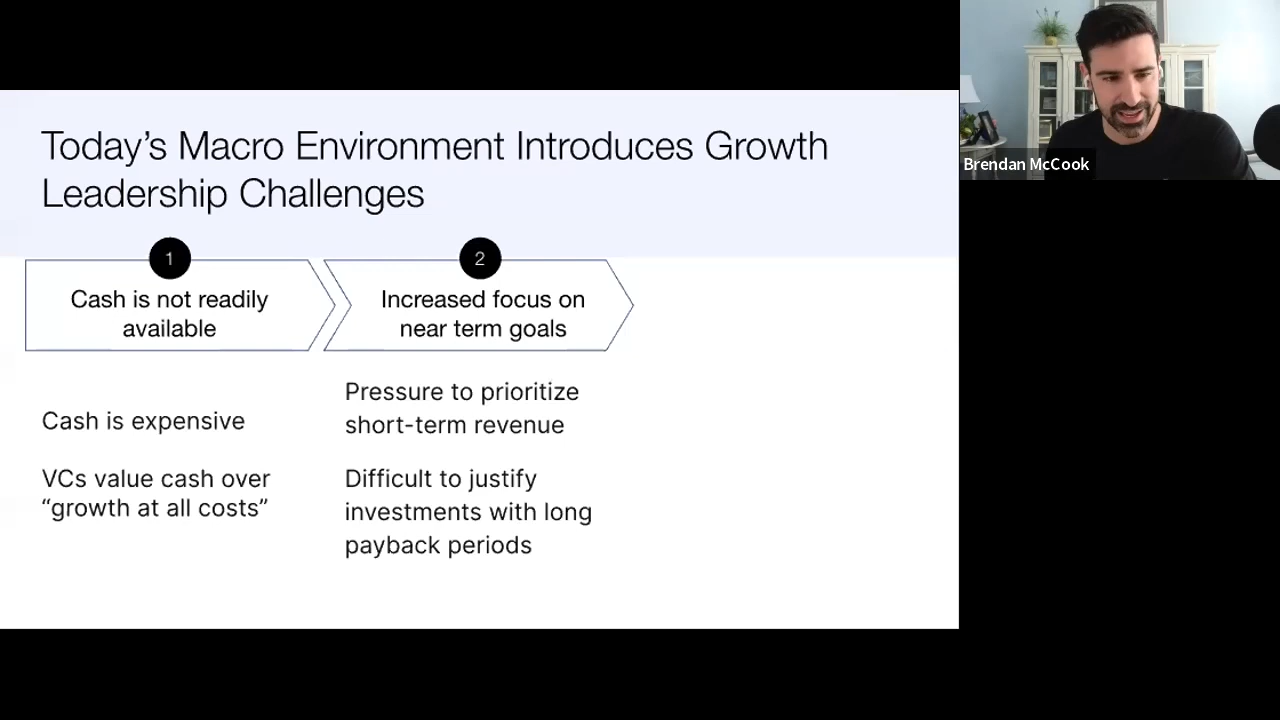 Today’s Macro Environment Introduces Growth
Leadership Challenges
1
Cash is not readily
available
Cash is expensive
VCs value cash over
“growth at all costs”
2
Increased focus on
near term goals
Pressure to prioritize
short-term revenue
Difficult to justify
investments with long
payback periods
Brendan McCook